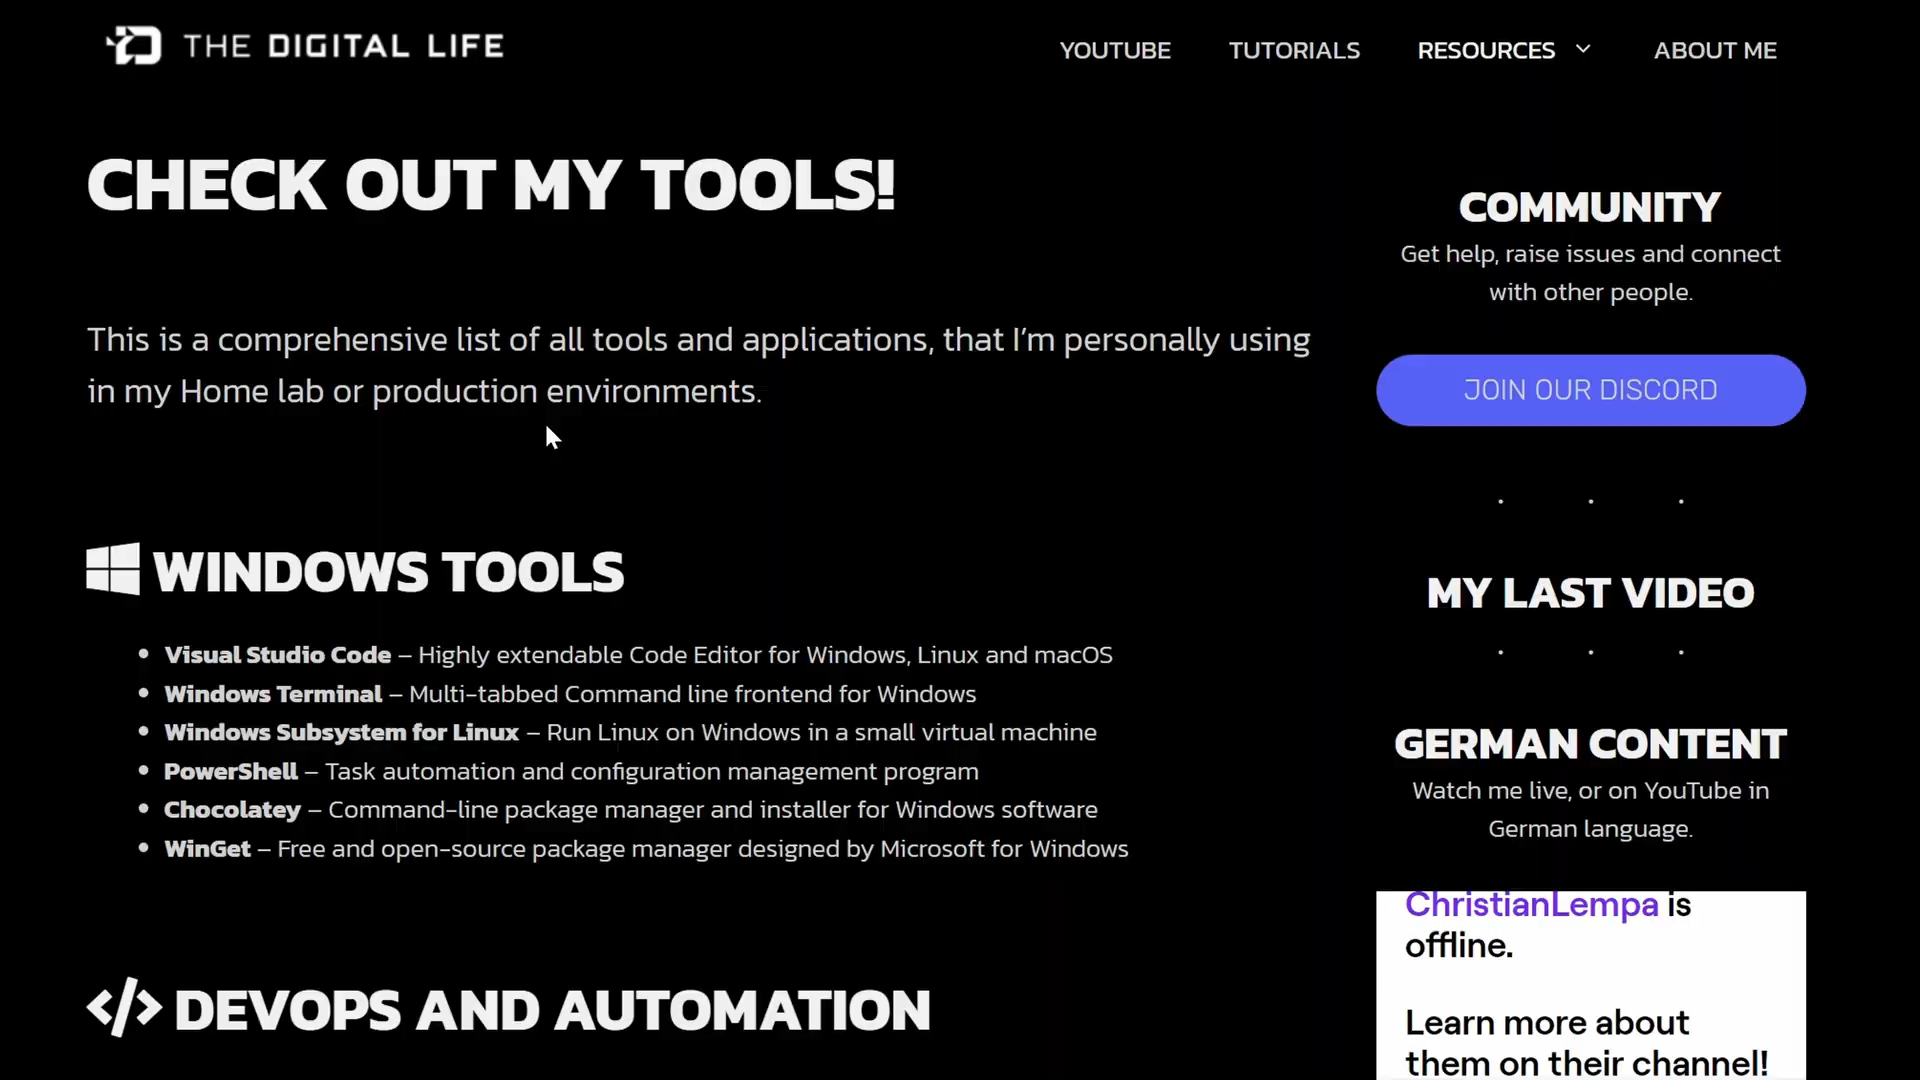 THE DIGITAL LIFE
YOUTUBE
TUTORIALS
RESOURCES
ABOUT ME
CHECK OUT MY TOOLS!
This is a comprehensive list of all tools and applications, that I'm personally using
in my Home lab or production environments.
WINDOWS TOOLS
Visual Studio Code – Highly extendable Code Editor for Windows, Linux and macOS
Windows Terminal – Multi-tabbed Command line frontend for Windows
Windows Subsystem for Linux – Run Linux on Windows in a small virtual machine
PowerShell – Task automation and configuration management program
Chocolatey – Command-line package manager and installer for Windows software
WinGet – Free and open-source package manager designed by Microsoft for Windows
</> DEVOPS AND AUTOMATION
COMMUNITY
Get help, raise issues and connect
with other people.
JOIN OUR DISCORD
MY LAST VIDEO
GERMAN CONTENT
Watch me live, or on YouTube in
German language.
ChristianLempa is
offline.
Learn more about
them on their channel!